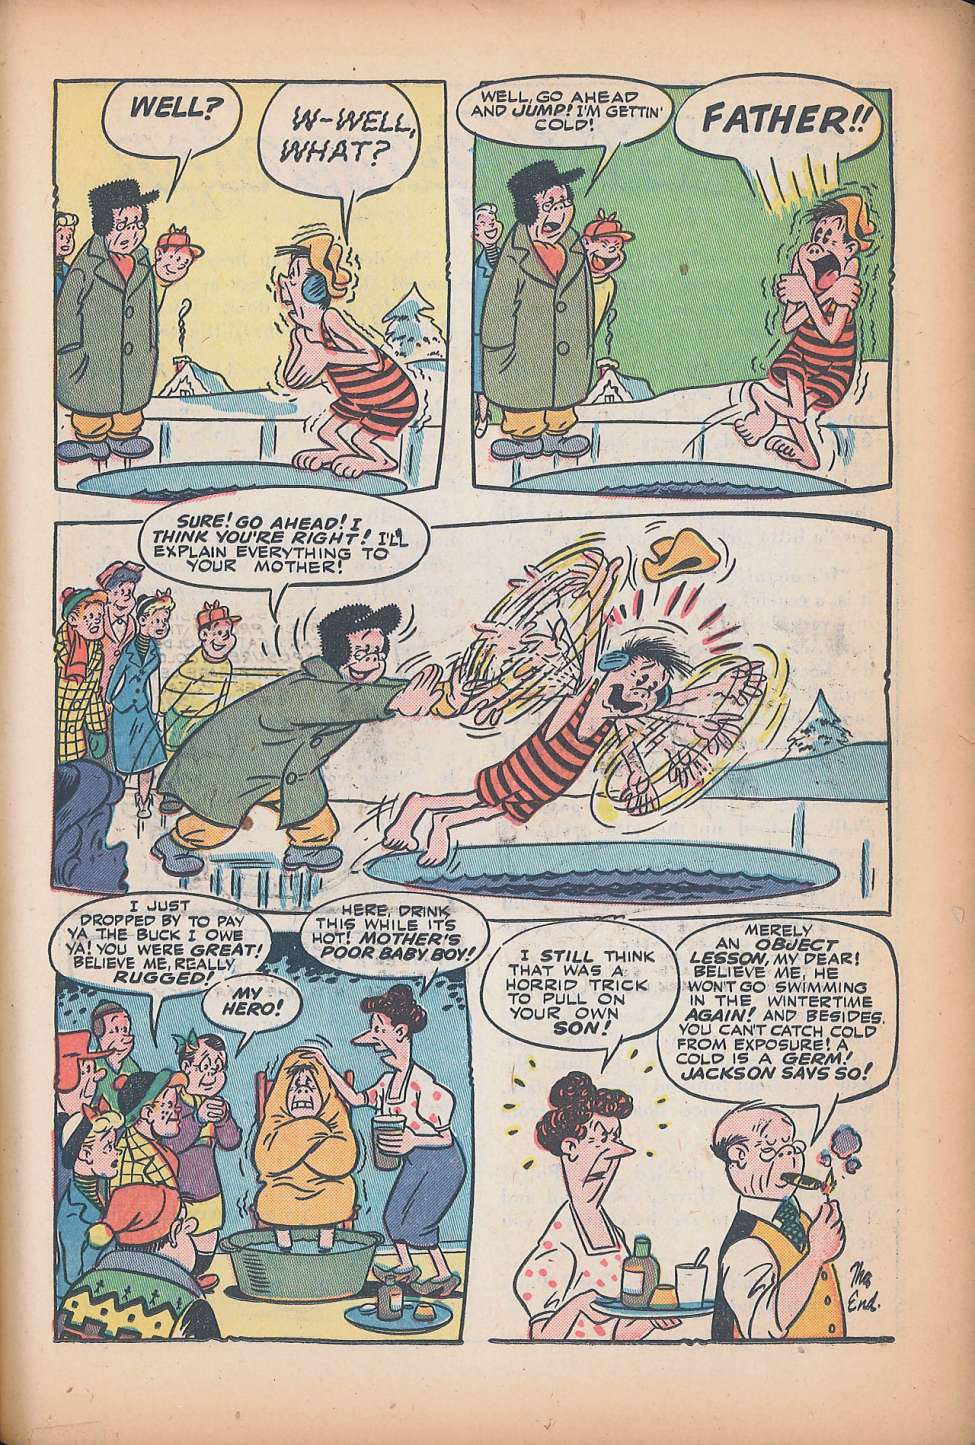 WELL?
W-WELL,
WHAT?
WELL, GO AHEAD
AND JUMP! I'M GETTIN'
COLD!
FATHER!!
SURE! GO AHEAD! I
THINK YOU'RE RIGHT! I'LL
EXPLAIN EVERYTHING TO
YOUR MOTHER!
I JUST
DROPPED BY TO PAY
YA THE BUCK I OWE
YA! YOU WERE GREAT!
BELIEVE ME, REALLY
RUGGED!
MY
HERO!
HERE, DRINK
THIS WHILE IT'S
HOT! MOTHER'S
POOR BABY BOY!
I STILL THINK
THAT WAS A
HORRID TRICK
TO PULL ON
YOUR OWN
SON!
MERELY
AN OBJECT
LESSON, MY DEAR!
BELIEVE ME, HE
WON'T GO SWIMMING
IN THE WINTERTIME
AGAIN! AND BESIDES,
YOU CAN'T CATCH COLD
FROM EXPOSURE! A
COLD IS A GERM!
JACKSON SAYS SO!
The
End.